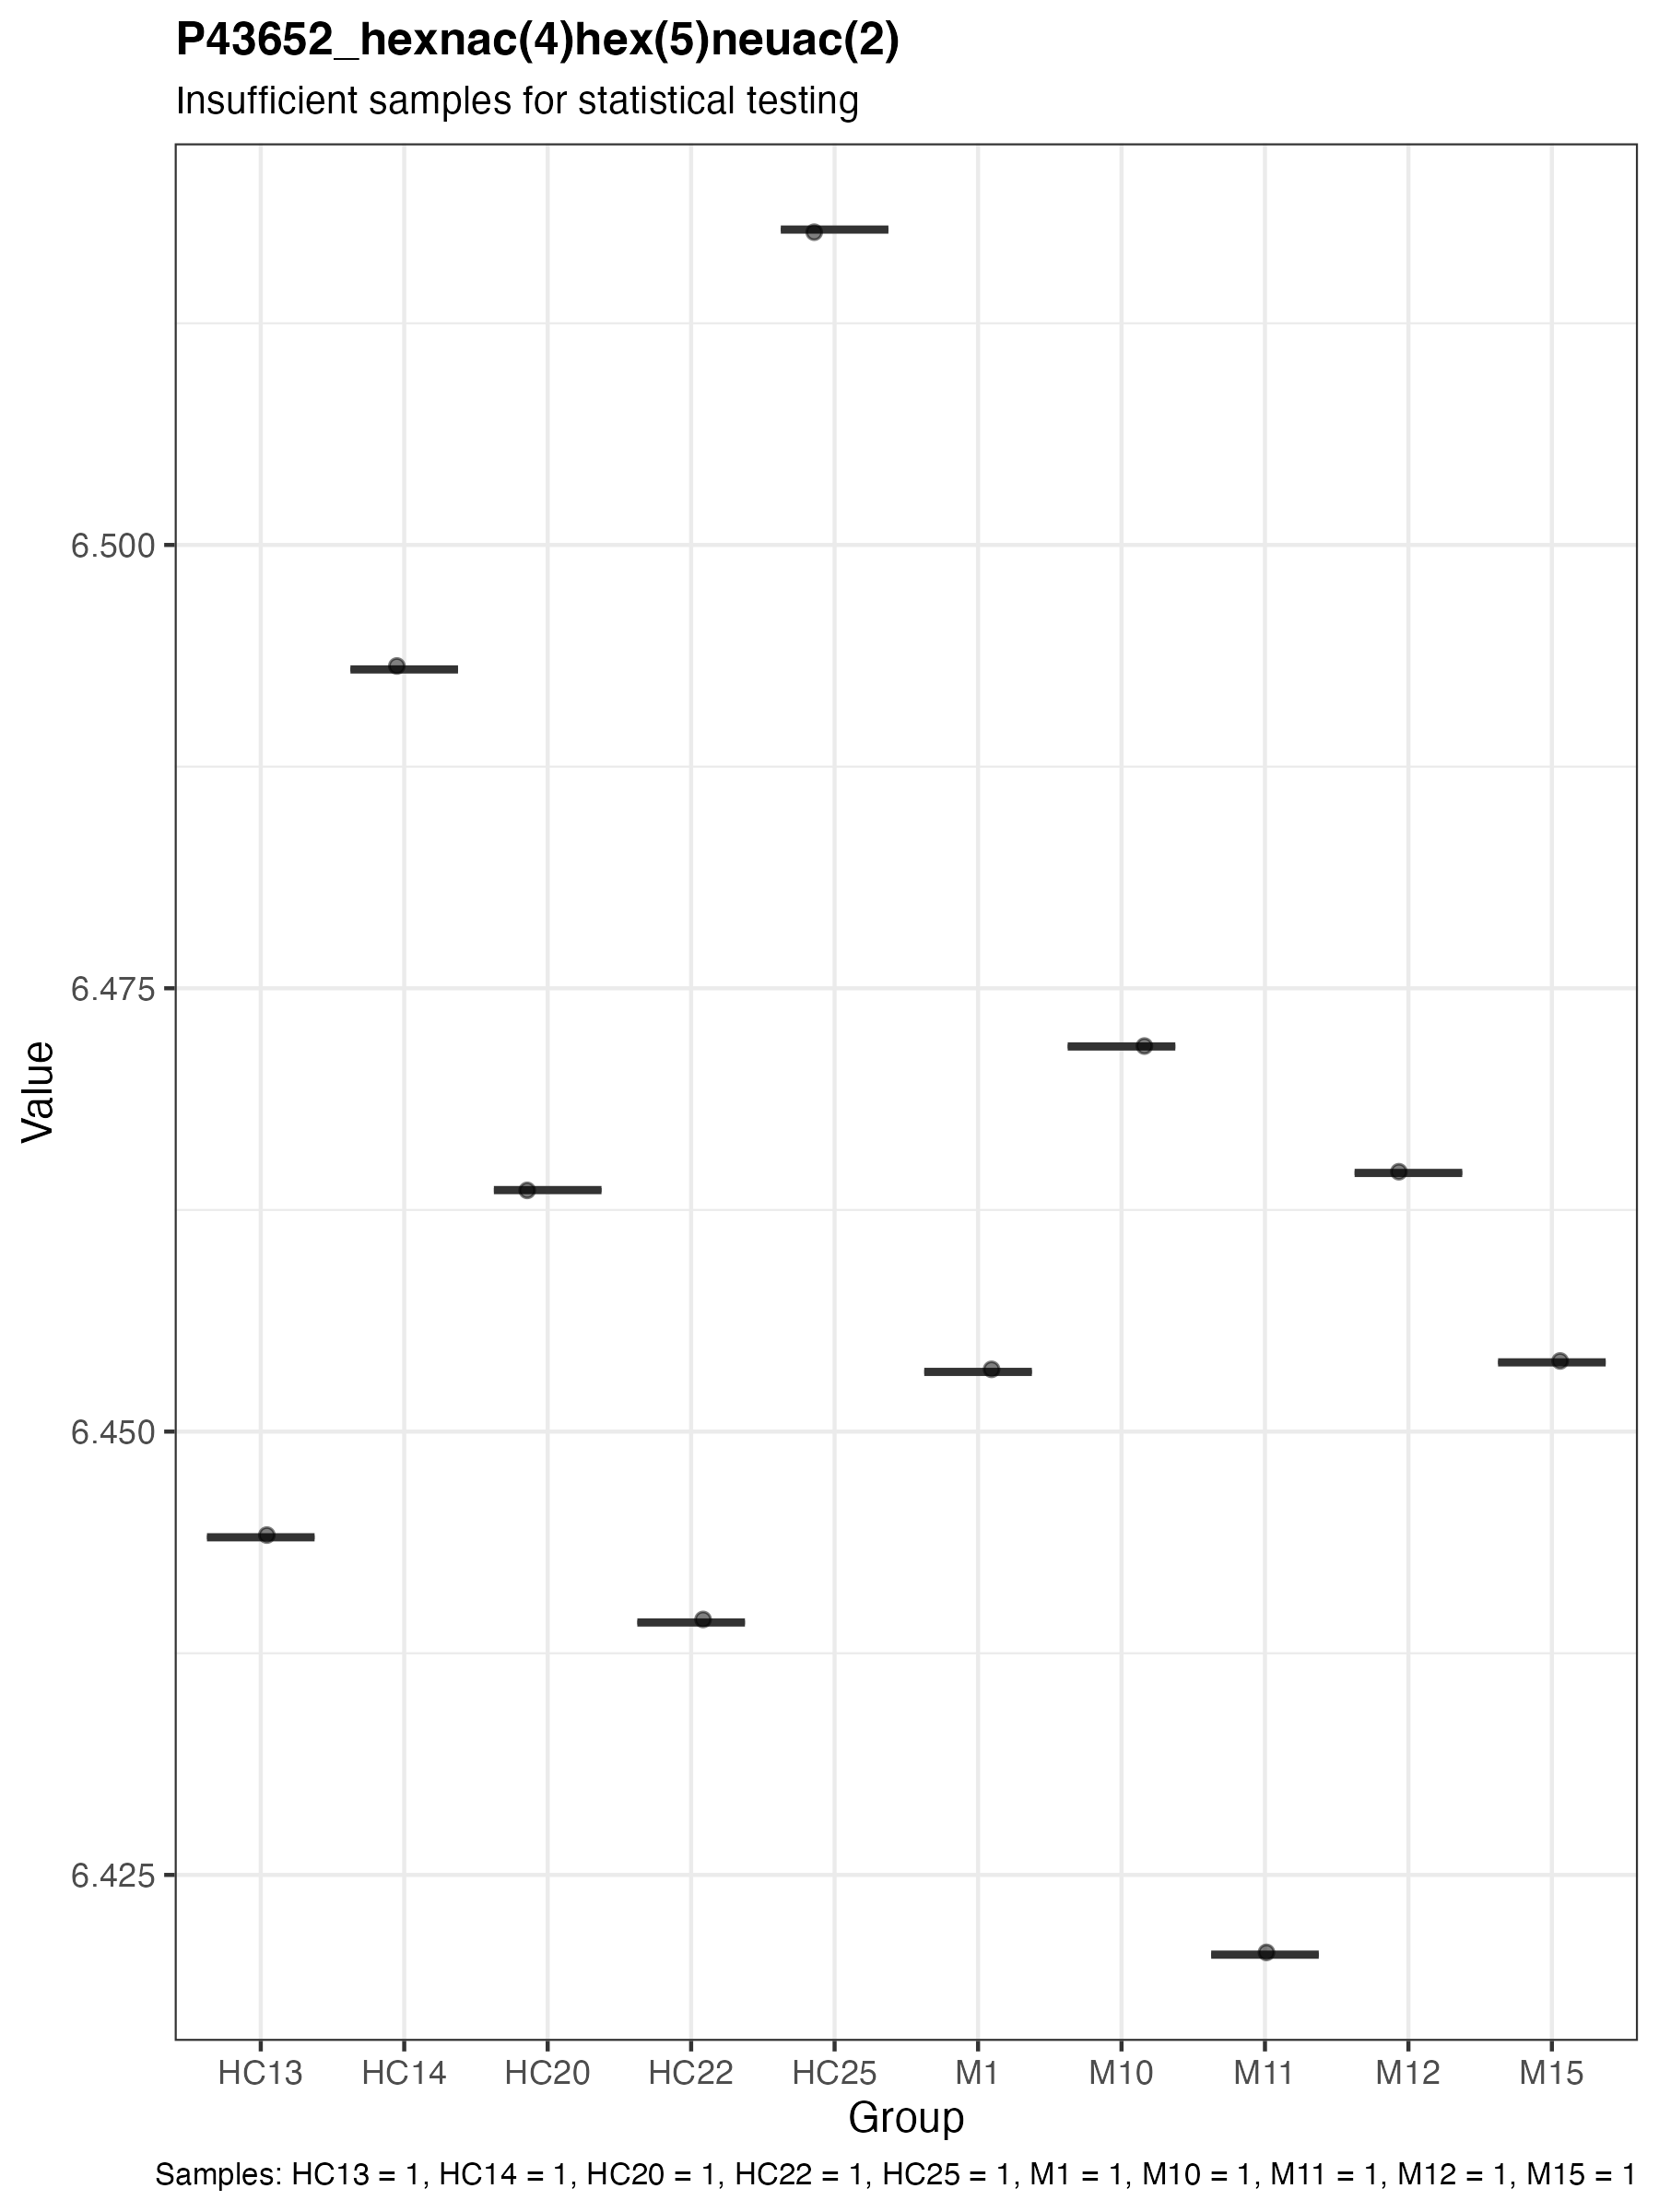 P43652_hexnac(4)hex(5)neuac(2)
Insufficient samples for statistical testing
6.500
6.475
6.450
6.425
Value
HC13 HC14 HC20 HC22 HC25 M1 M10 M11 M12 M15
Group
Samples: HC13 = 1, HC14 = 1, HC20 = 1, HC22 = 1, HC25 = 1, M1 = 1, M10 = 1, M11 = 1, M12 = 1, M15 = 1